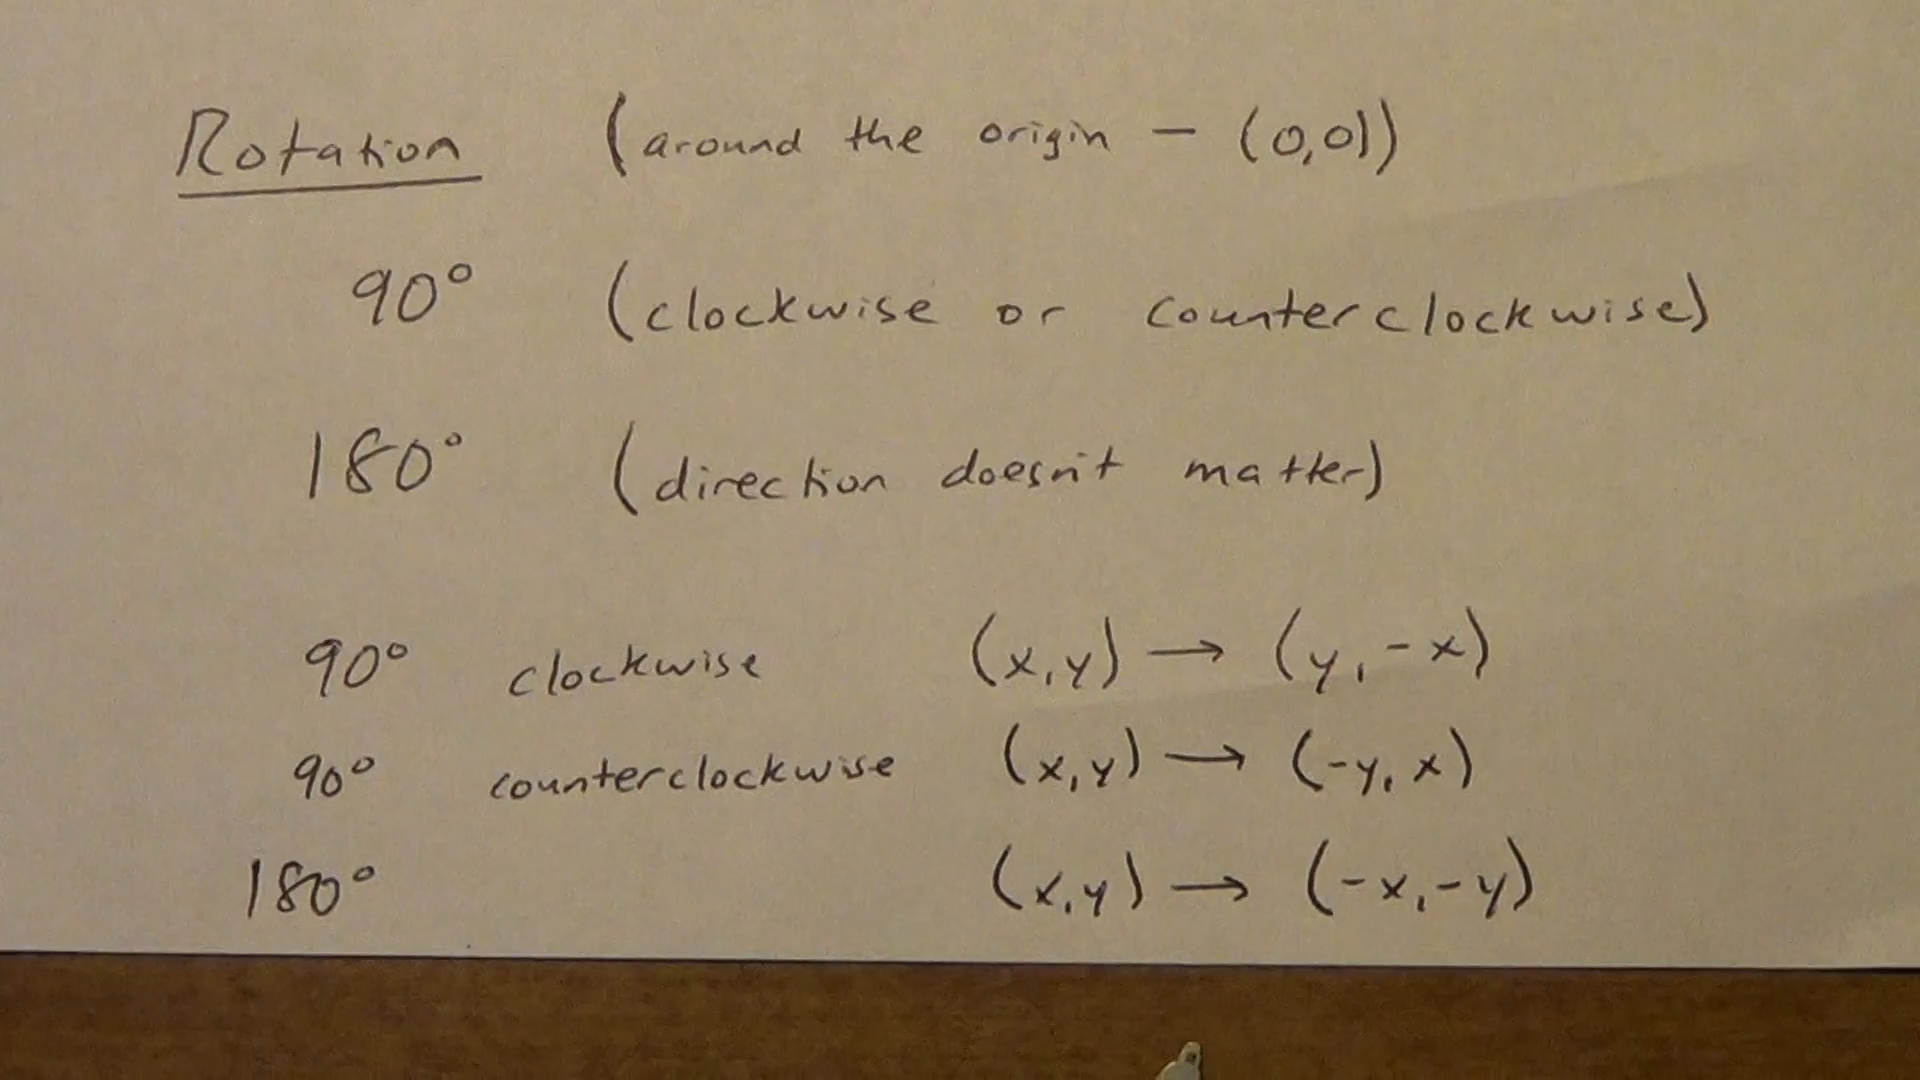 Rotation (around the origin – (0,0))
90° (clockwise or counterclockwise)
180° (direction doesn't matter)
90° clockwise (x,y) → (y,-x)
90° counterclockwise (x,y) → (-y,x)
180° (x,y) → (-x,-y)